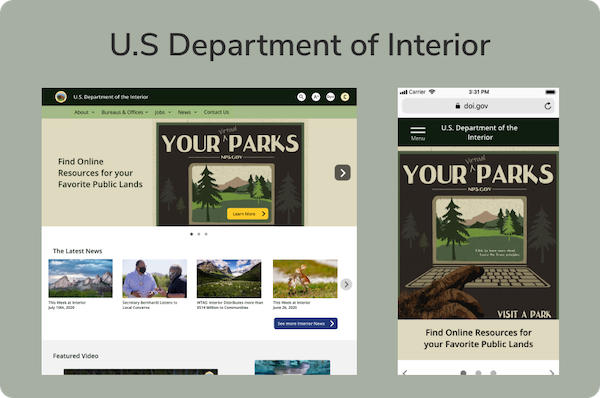 U.S Department of Interior
U.S. Department of the Interior
About
Bureaus & Offices
Jobs
News
Contact Us
Find Online
Resources for your
Favorite Public Lands
Virtual
YOUR PARKS
NPS.GOV
Learn More
The Latest News
This Week at Interior
July 10th, 2020
Secretary Bernhardt Listens to
Local Concerns
WTAG: Interior Distributes more than
$514 Million to Communities
This Week at Interior
June 26, 2020
See more Interior News
Featured Video
Carrier
3:31 PM
doi.gov
Menu
U.S. Department of the
Interior
Virtual
YOUR PARKS
NPS.GOV
VISIT A PARK
Find Online Resources for
your Favorite Public Lands